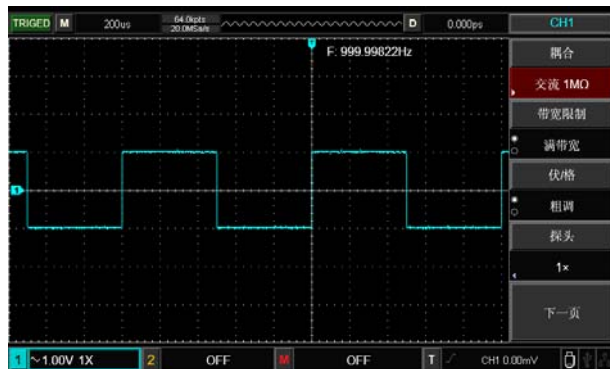 TRIGED M 200us 64.0kpts D 0.000ps CH1
20.0MSa/s
F: 999.99822Hz
耦合
交流 1MΩ
带宽限制
满带宽
伏/格
1
粗调
探头
1×
下一页
1 ~1.00V 1X 2 OFF M OFF T CH1 0.00mV